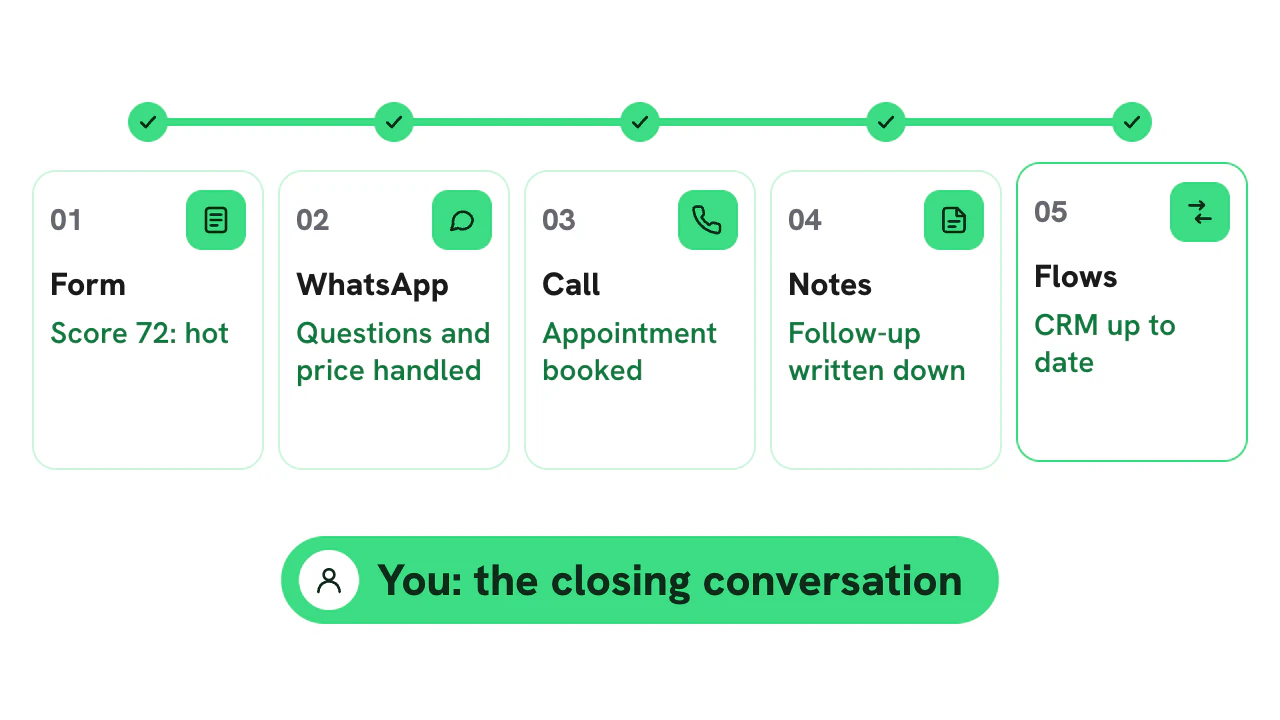 01
Form
Score 72: hot
02
WhatsApp
Questions and
price handled
03
Call
Appointment
booked
04
Notes
Follow-up
written down
05
Flows
CRM up to
date
You: the closing conversation